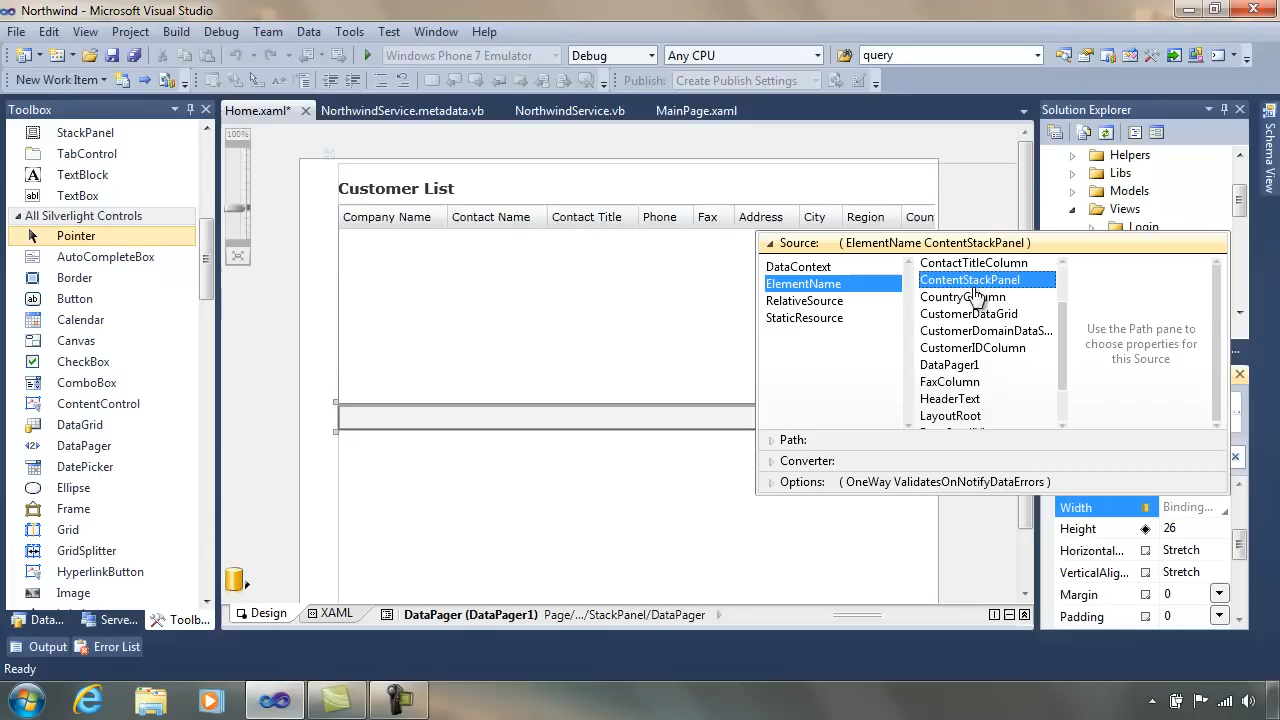 Northwind - Microsoft Visual Studio
File Edit View Project Build Debug Team Data Tools Test Window Help
Windows Phone 7 Emulator Debug Any CPU query
New Work Item Publish: Create Publish Settings
Toolbox
StackPanel
TabControl
TextBlock
TextBox
All Silverlight Controls
Pointer
AutoCompleteBox
Border
Button
Calendar
Canvas
CheckBox
ComboBox
ContentControl
DataGrid
DataPager
DatePicker
Ellipse
Frame
Grid
GridSplitter
HyperlinkButton
Image
Data... Serve... Toolb...
Output Error List
Ready
Home.xaml* NorthwindService.metadata.vb NorthwindService.vb MainPage.xaml
100%
Customer List
Company Name Contact Name Contact Title Phone Fax Address City Region Coun
Source: ( ElementName ContentStackPanel )
DataContext
ElementName
RelativeSource
StaticResource
ContactTitleColumn
ContentStackPanel
CountryColumn
CustomerDataGrid
CustomerDomainDataS...
CustomerIDColumn
DataPager1
FaxColumn
HeaderText
LayoutRoot
Use the Path pane to
choose properties for
this Source
Path:
Converter:
Options: ( OneWay ValidatesOnNotifyDataErrors )
Design XAML DataPager (DataPager1) Page/.../StackPanel/DataPager
Solution Explorer
Helpers
Libs
Models
Views
Login
Width Binding...
Height 26
Horizontal... Stretch
VerticalAlig... Stretch
Margin 0
Padding 0
Schema View